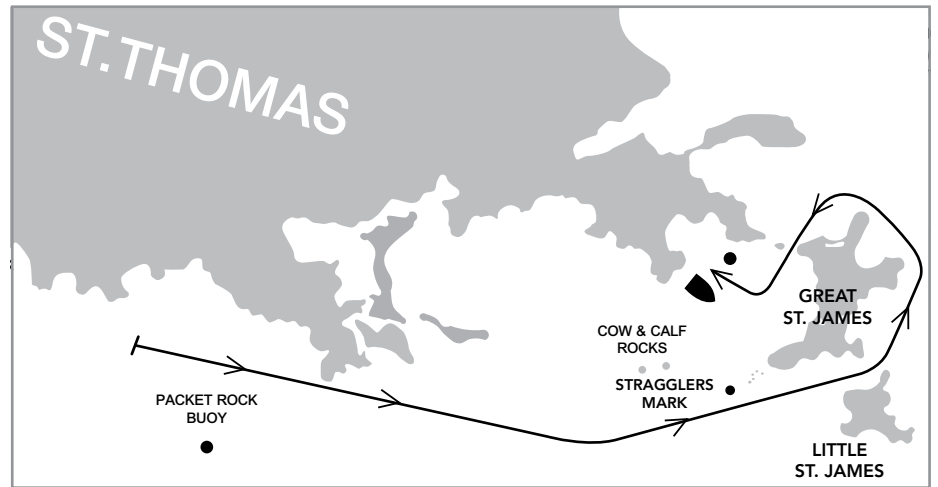 ST.THOMAS
GREAT
ST. JAMES
COW & CALF
ROCKS
STRAGGLERS
MARK
PACKET ROCK
BUOY
LITTLE
ST. JAMES